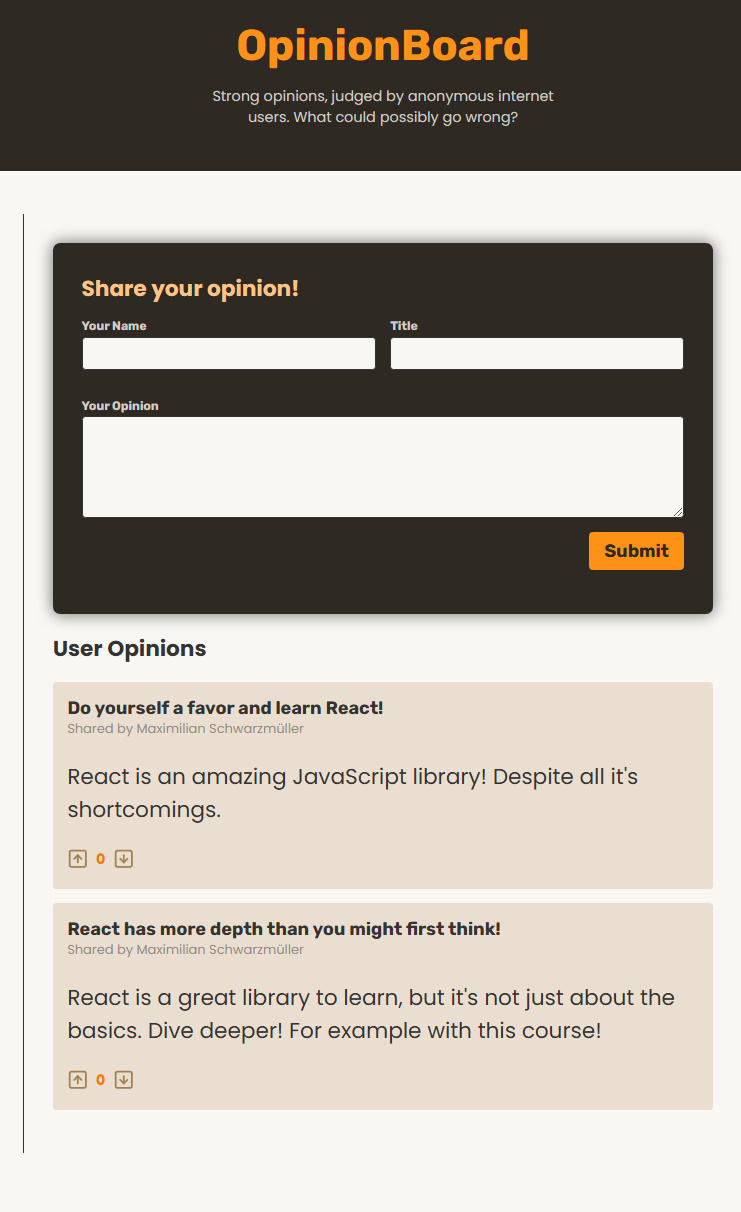 OpinionBoard
Strong opinions, judged by anonymous internet
users. What could possibly go wrong?
Share your opinion!
Your Name
Title
Your Opinion
Submit
User Opinions
Do yourself a favor and learn React!
Shared by Maximilian Schwarzmüller
React is an amazing JavaScript library! Despite all it's
shortcomings.
0
React has more depth than you might first think!
Shared by Maximilian Schwarzmüller
React is a great library to learn, but it's not just about the
basics. Dive deeper! For example with this course!
0